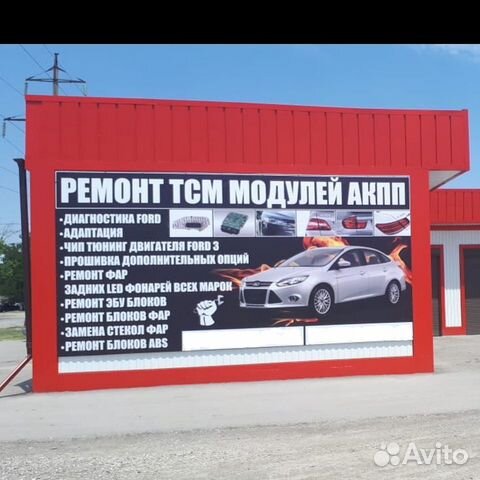 РЕМОНТ ТСМ МОДУЛЕЙ АКПП
•ДИАГНОСТИКА FORD
•АДАПТАЦИЯ
•ЧИП ТЮНИНГ ДВИГАТЕЛЯ FORD 3
•ПРОШИВКА ДОПОЛНИТЕЛЬНЫХ ОПЦИЙ
•РЕМОНТ ФАР
ЗАДНИХ LED ФОНАРЕЙ ВСЕХ МАРОК
•РЕМОНТ ЭБУ БЛОКОВ
•РЕМОНТ БЛОКОВ ФАР
•ЗАМЕНА СТЕКОЛ ФАР
•РЕМОНТ БЛОКОВ ABS
Avito